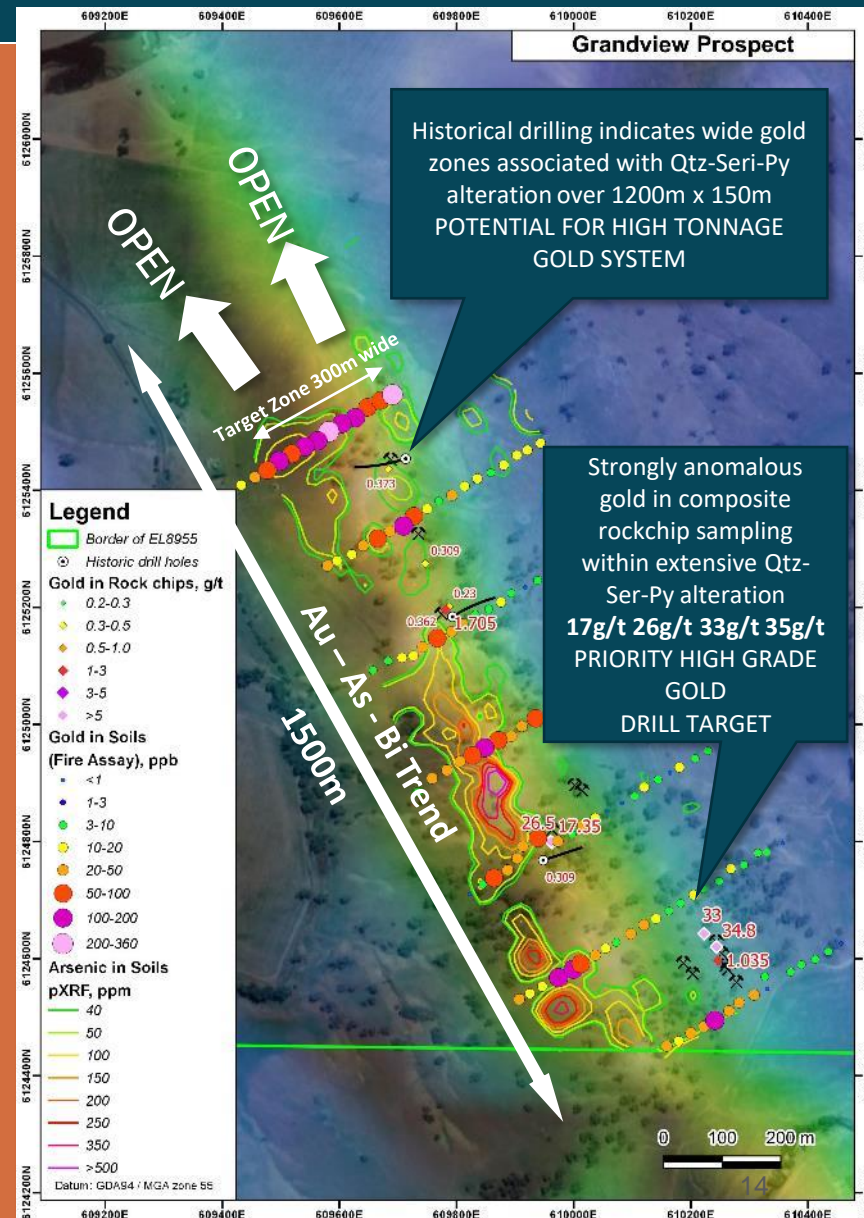 609200E 609400E 609600E 609800E 610000E 610200E 610400E
Grandview Prospect
Historical drilling indicates wide gold
zones associated with Qtz-Seri-Py
alteration over 1200m x 150m
POTENTIAL FOR HIGH TONNAGE
GOLD SYSTEM
OPEN
OPEN
Target Zone 300m wide
Strongly anomalous
gold in composite
rockchip sampling
within extensive Qtz-
Ser-Py alteration
17g/t 26g/t 33g/t 35g/t
PRIORITY HIGH GRADE
GOLD
DRILL TARGET
Au – As - Bi Trend
1500m
0.373
0.309
0.23
0.362
1.705
26.5
17.35
0.309
33
34.8
1.035
6126000N
6125800N
6125600N
6125400N
6125200N
6125000N
6124800N
6124600N
6124400N
6124200N
Legend
Border of EL8955
Historic drill holes
Gold in Rock chips, g/t
0.2-0.3
0.3-0.5
0.5-1.0
1-3
3-5
>5
Gold in Soils
(Fire Assay), ppb
<1
1-3
3-10
10-20
20-50
50-100
100-200
200-360
Arsenic in Soils
pXRF, ppm
40
50
100
150
200
250
350
>500
Datum: GDA94 / MGA zone 55
0 100 200 m
14
609200E 609400E 609600E 609800E 610000E 610200E 610400E